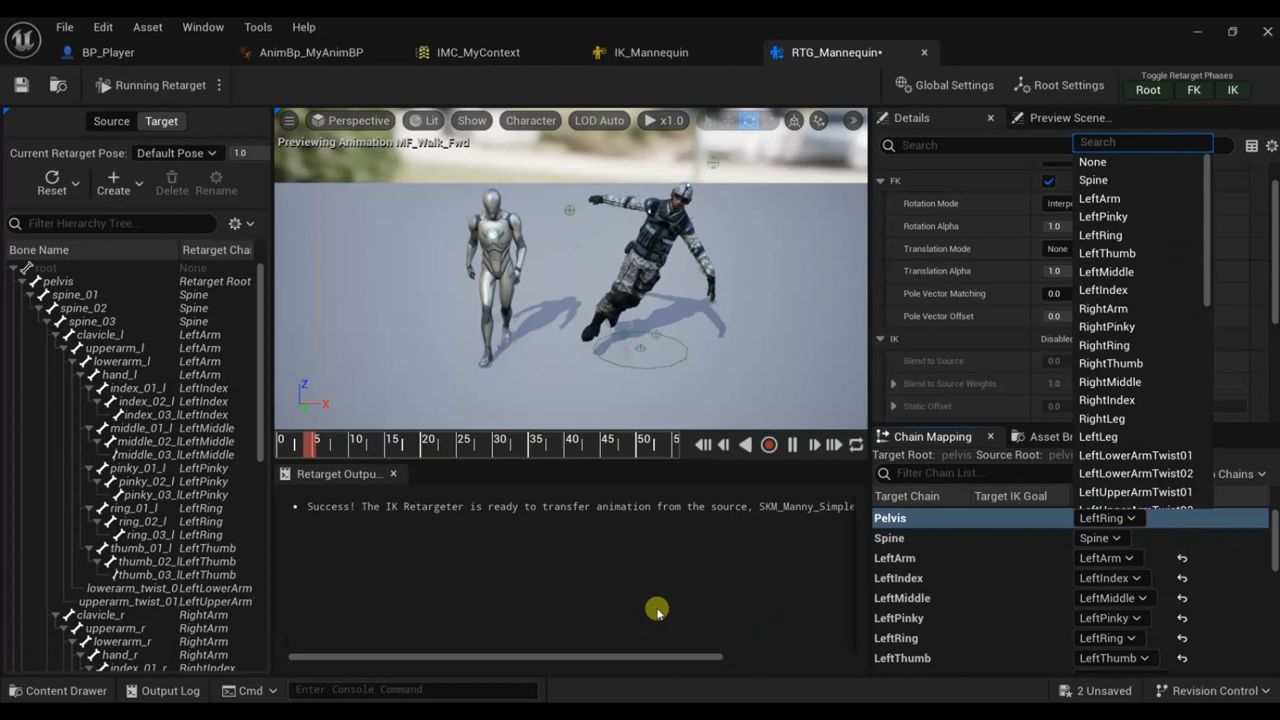 File Edit Asset Window Tools Help
BP_Player AnimBp_MyAnimBP IMC_MyContext IK_Mannequin RTG_Mannequin•
Running Retarget Global Settings Root Settings Toggle Retarget Phases
Root FK IK
Source Target
Current Retarget Pose: Default Pose 1.0
Reset Create Delete Rename
Filter Hierarchy Tree...
Bone Name Retarget Chai
root None
pelvis Retarget Root
spine_01 Spine
spine_02 Spine
spine_03 Spine
clavicle_l LeftArm
upperarm_l LeftArm
lowerarm_l LeftArm
hand_l LeftArm
index_01_l LeftIndex
index_02_l LeftIndex
index_03_l LeftIndex
middle_01_l LeftMiddle
middle_02_l LeftMiddle
middle_03_l LeftMiddle
pinky_01_l LeftPinky
pinky_02_l LeftPinky
pinky_03_l LeftPinky
ring_01_l LeftRing
ring_02_l LeftRing
ring_03_l LeftRing
thumb_01_l LeftThumb
thumb_02_l LeftThumb
thumb_03_l LeftThumb
lowerarm_twist_0 LeftLowerArm
upperarm_twist_01 LeftUpperArm
clavicle_r RightArm
upperarm_r RightArm
lowerarm_r RightArm
hand_r RightArm
index_01_r RightIndex
Perspective Lit Show Character LOD Auto x1.0
Previewing Animation MF_Walk_Fwd
Z
X
0 5 10 15 20 25 30 35 40 45 50 5
Retarget Outpu...
Success! The IK Retargeter is ready to transfer animation from the source, SKM_Manny_Simple
Details Preview Scene...
Search
FK
Rotation Mode Interpo
Rotation Alpha 1.0
Translation Mode None
Translation Alpha 1.0
Pole Vector Matching 0.0
Pole Vector Offset 0.0
IK Disabled
Blend to Source 0.0
Blend to Source Weights 1.0
Static Offset 0.0
Search
None
Spine
LeftArm
LeftPinky
LeftRing
LeftThumb
LeftMiddle
LeftIndex
RightArm
RightPinky
RightRing
RightThumb
RightMiddle
RightIndex
RightLeg
LeftLeg
LeftLowerArmTwist01
LeftLowerArmTwist02
LeftUpperArmTwist01
Chain Mapping Asset Br
Target Root: pelvis Source Root: pelvis
Filter Chain List... Chains
Target Chain Target IK Goal
Pelvis LeftRing
Spine Spine
LeftArm LeftArm
LeftIndex LeftIndex
LeftMiddle LeftMiddle
LeftPinky LeftPinky
LeftRing LeftRing
LeftThumb LeftThumb
Content Drawer Output Log Cmd Enter Console Command 2 Unsaved Revision Control